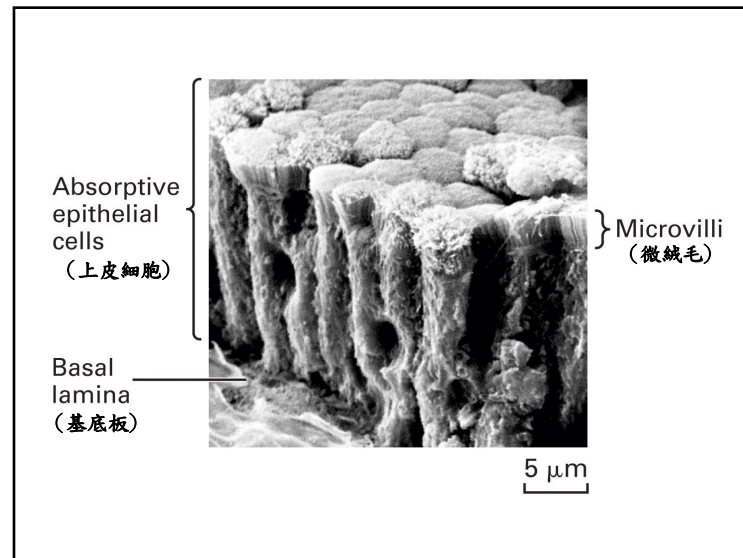 Absorptive
epithelial
cells
（上皮細胞）
Microvilli
（微絨毛）
Basal
lamina
（基底板）
5 μm